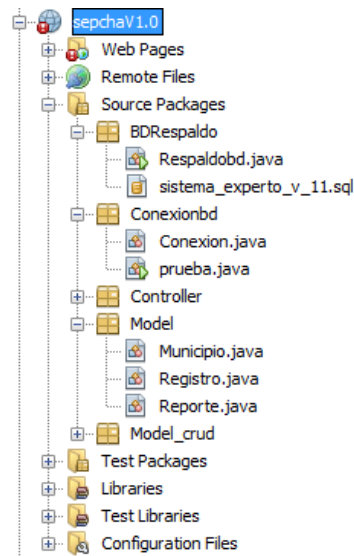 sepchaV1.0
Web Pages
Remote Files
Source Packages
BDRespaldo
Respaldobd.java
sistema_experto_v_11.sql
Conexionbd
Conexion.java
prueba.java
Controller
Model
Municipio.java
Registro.java
Reporte.java
Model_crud
Test Packages
Libraries
Test Libraries
Configuration Files